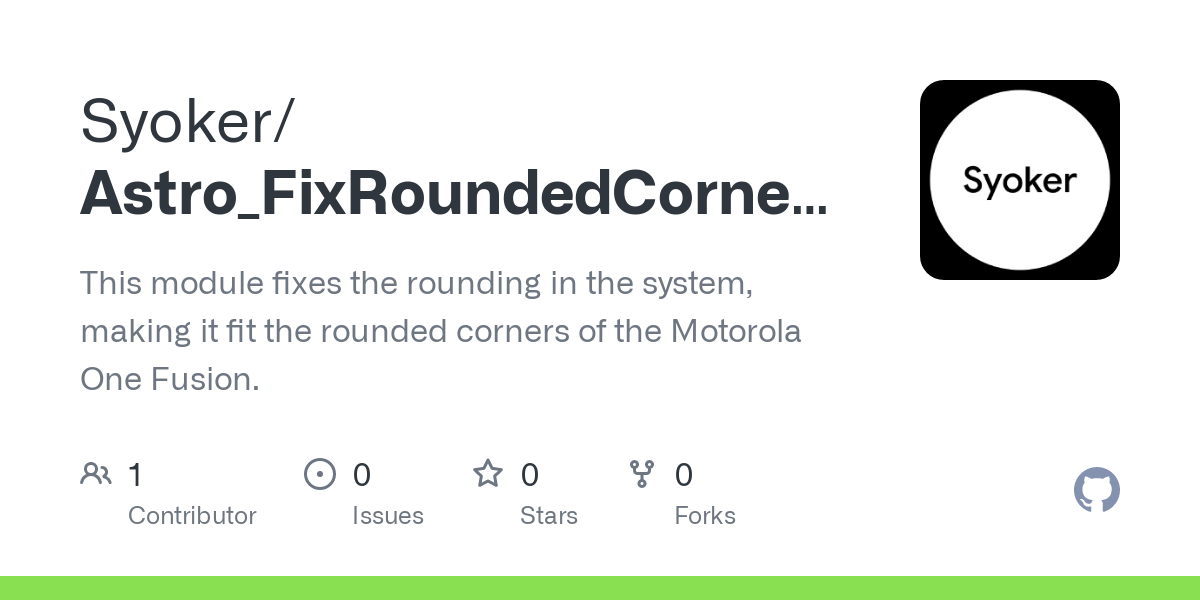 Syoker/
Astro_FixRoundedCorne...
Syoker
This module fixes the rounding in the system,
making it fit the rounded corners of the Motorola
One Fusion.
1
Contributor
0
Issues
0
Stars
0
Forks